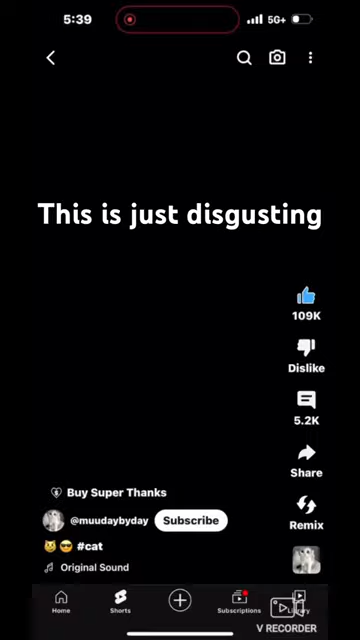 5:39
5G+
This is just disgusting
109K
Dislike
5.2K
Share
Buy Super Thanks
@muudaybyday
Subscribe
Remix
😼😎 #cat
Original Sound
Home
Shorts
Subscriptions
Library
V RECORDER